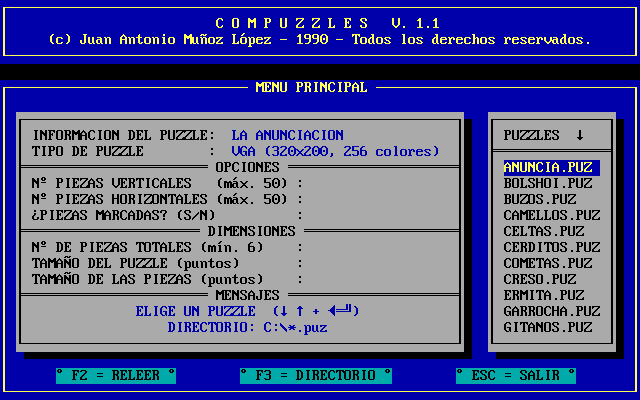 C O M P U Z Z L E S   V. 1.1
(c) Juan Antonio Muñoz López - 1990 - Todos los derechos reservados.
MENU PRINCIPAL
INFORMACION DEL PUZZLE:  LA ANUNCIACION
TIPO DE PUZZLE        :  VGA (320x200, 256 colores)
OPCIONES
Nº PIEZAS VERTICALES   (máx. 50) :
Nº PIEZAS HORIZONTALES (máx. 50) :
¿PIEZAS MARCADAS? (S/N)          :
DIMENSIONES
Nº DE PIEZAS TOTALES (mín. 6)    :
TAMAÑO DEL PUZZLE (puntos)       :
TAMAÑO DE LAS PIEZAS (puntos)    :
MENSAJES
ELIGE UN PUZZLE  (↓ ↑ + ◄═╝)
DIRECTORIO: C:\*.puz
PUZZLES  ↓
ANUNCIA.PUZ
BOLSHOI.PUZ
BUZOS.PUZ
CAMELLOS.PUZ
CELTAS.PUZ
CERDITOS.PUZ
COMETAS.PUZ
CRESO.PUZ
ERMITA.PUZ
GARROCHA.PUZ
GITANOS.PUZ
° F2 = RELEER °
° F3 = DIRECTORIO °
° ESC = SALIR °